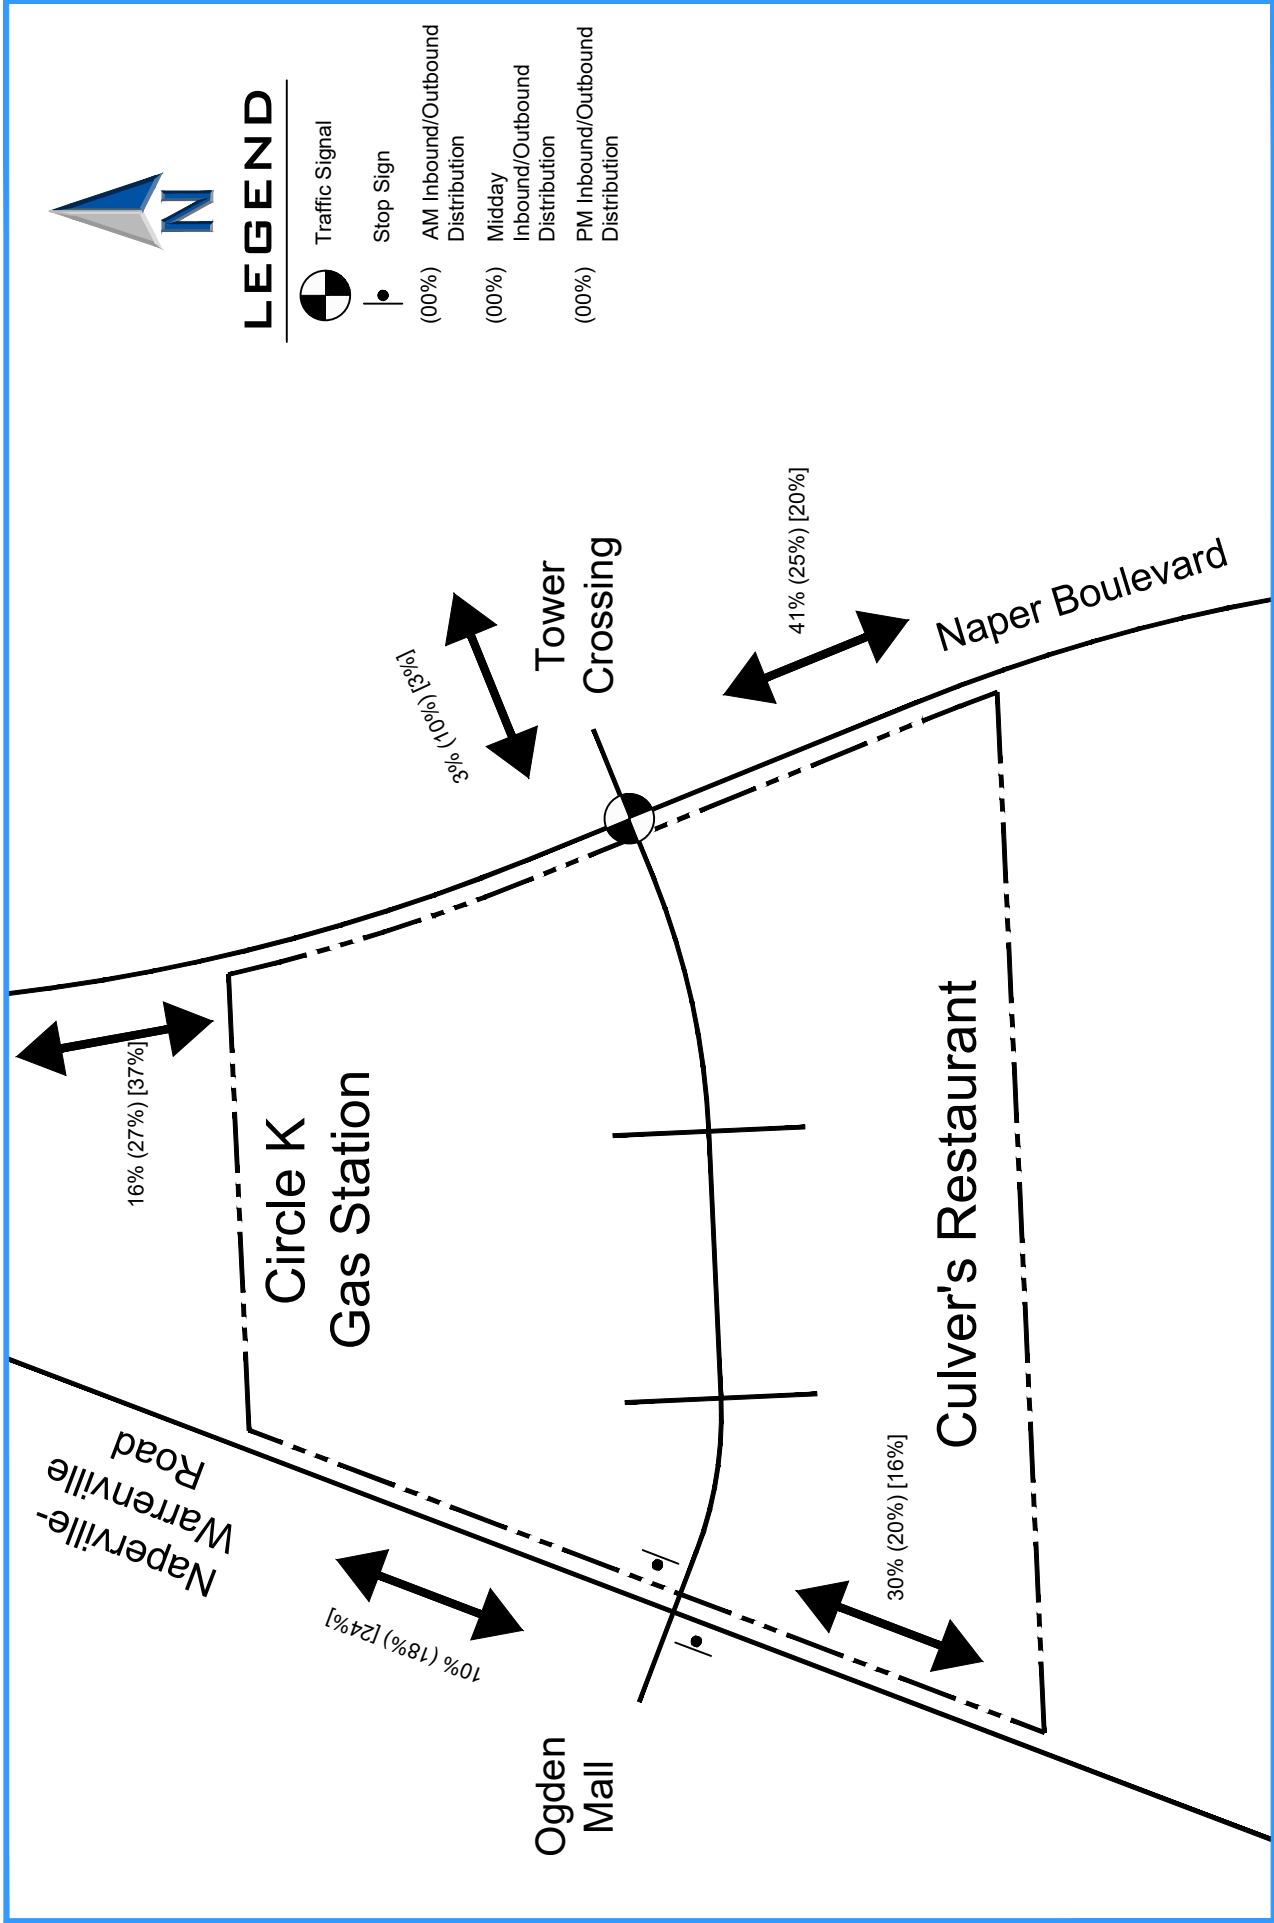 N
LEGEND
Traffic Signal
Stop Sign
(00%) AM Inbound/Outbound
Distribution
(00%) Midday
Inbound/Outbound
Distribution
(00%) PM Inbound/Outbound
Distribution
Naperville-
Warrenville
Road
10% (18%) [24%]
16% (27%) [37%]
Circle K
Gas Station
3% (10%) [3%]
Tower
Crossing
Ogden
Mall
41% (25%) [20%]
Naper Boulevard
30% (20%) [16%]
Culver's Restaurant